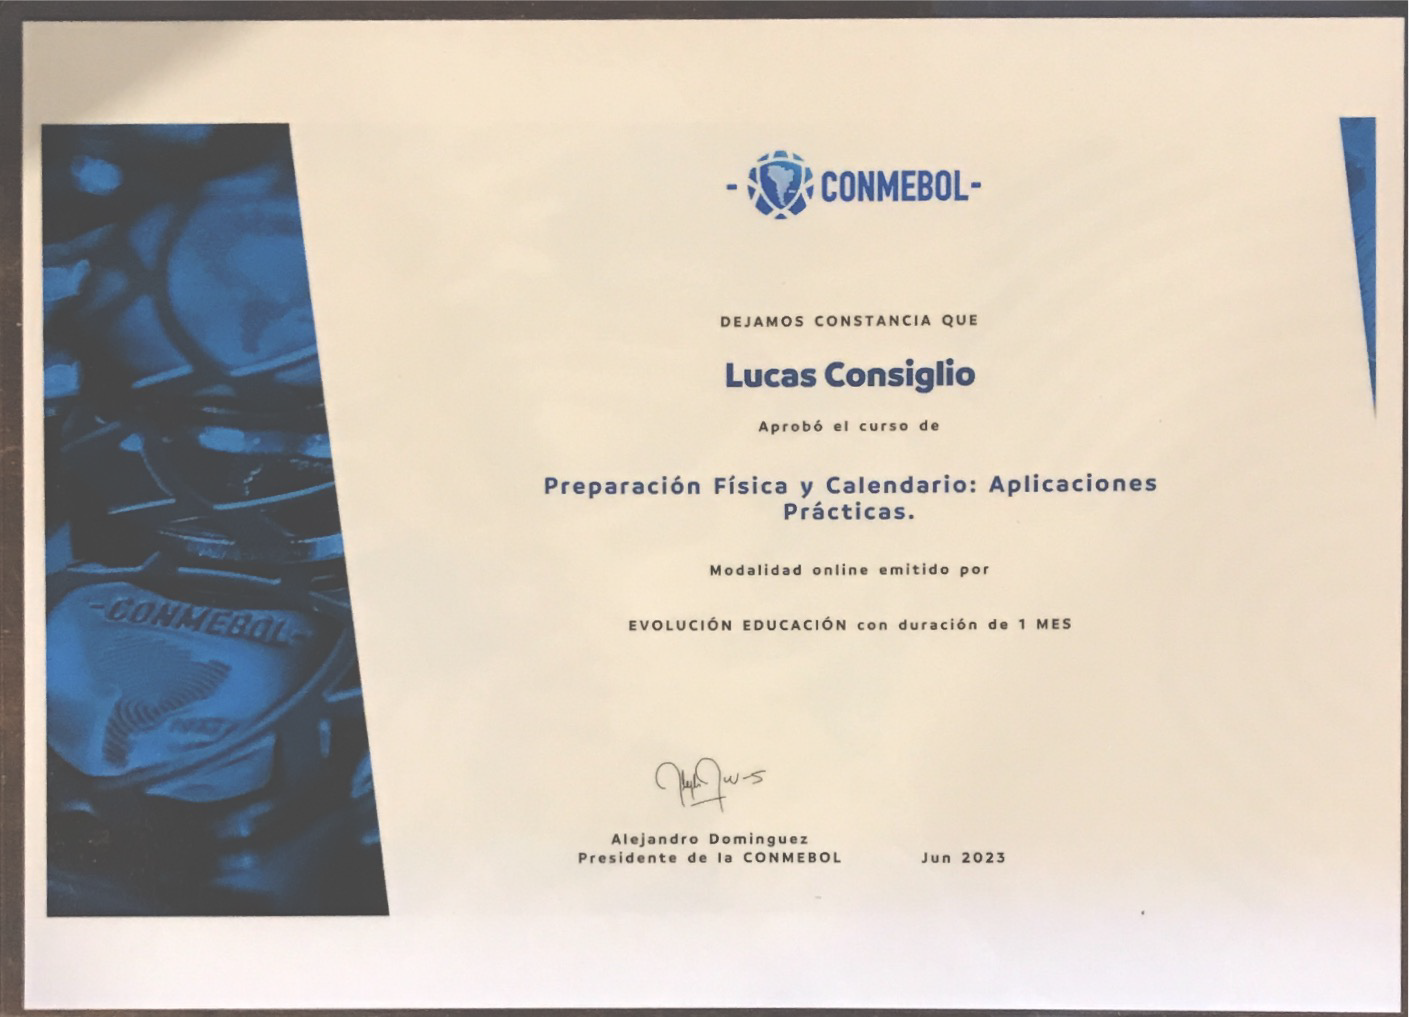 -CONMEBOL-
DEJAMOS CONSTANCIA QUE
Lucas Consiglio
Aprobó el curso de
Preparación Física y Calendario: Aplicaciones
Prácticas.
Modalidad online emitido por
EVOLUCIÓN EDUCACIÓN con duración de 1 MES
-CONMEBOL-
Alejandro Dominguez
Presidente de la CONMEBOL
Jun 2023